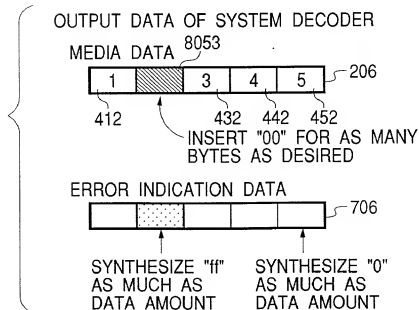 OUTPUT DATA OF SYSTEM DECODER
MEDIA DATA
8053
1 3 4 5
206
412 432 442 452
INSERT "00" FOR AS MANY
BYTES AS DESIRED
ERROR INDICATION DATA
706
SYNTHESIZE "ff"
AS MUCH AS
DATA AMOUNT
SYNTHESIZE "0"
AS MUCH AS
DATA AMOUNT